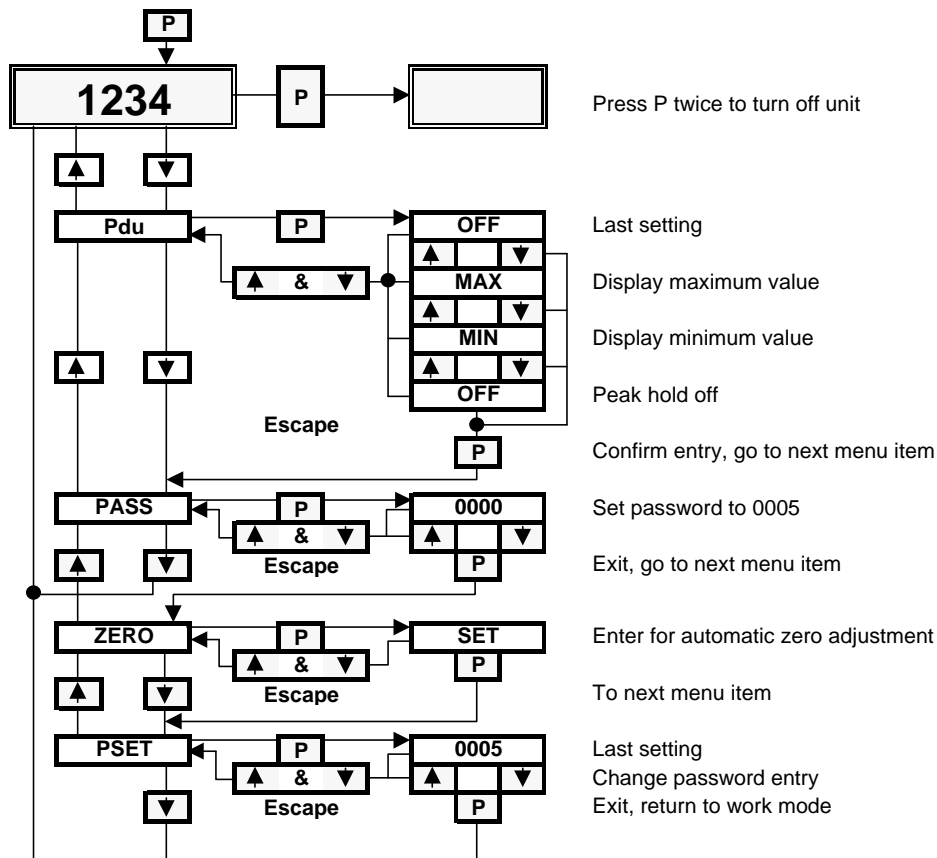 P
1234 P Press P twice to turn off unit
Pdu P OFF Last setting
&
MAX Display maximum value
MIN Display minimum value
OFF Peak hold off
Escape
P Confirm entry, go to next menu item
PASS P 0000 Set password to 0005
&
Escape P Exit, go to next menu item
ZERO P SET Enter for automatic zero adjustment
& P
Escape To next menu item
PSET P 0005 Last setting
& Change password entry
Escape P Exit, return to work mode